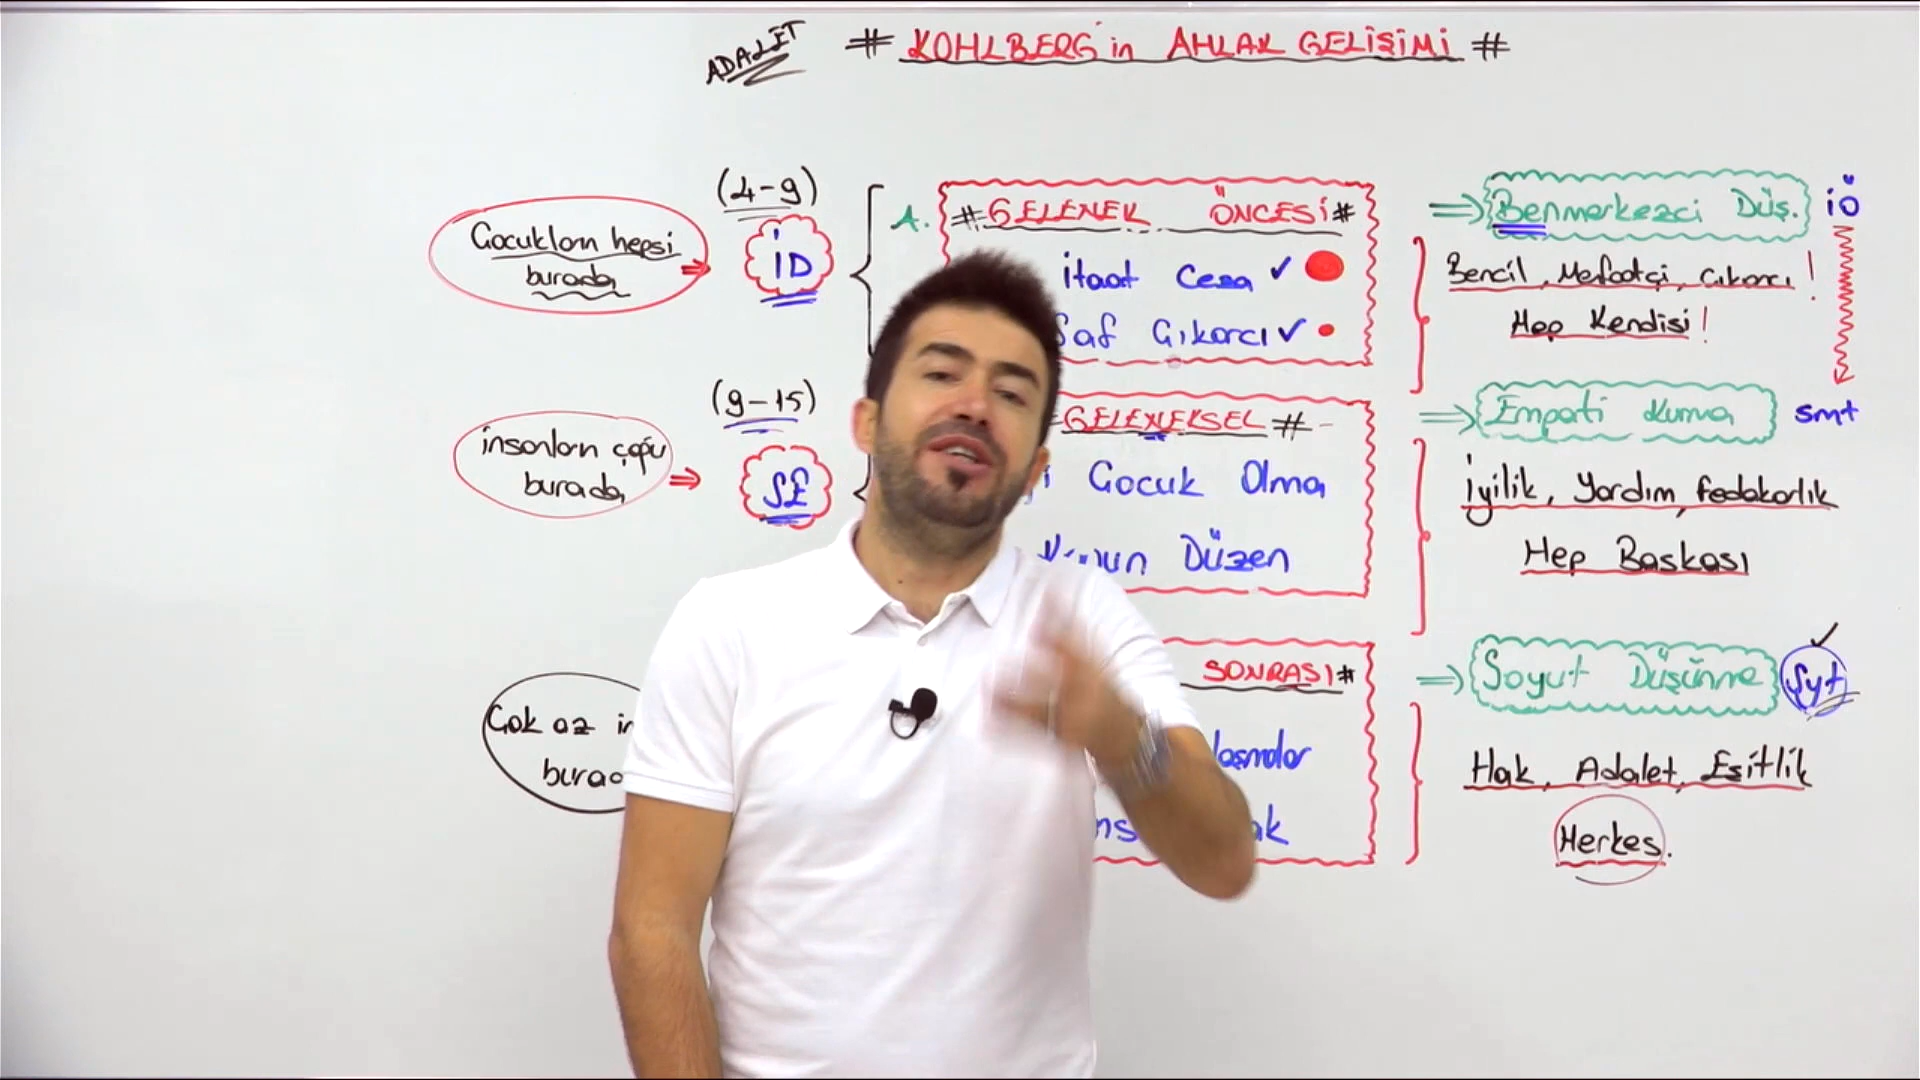 ADALET
# KOHLBERG'in AHLAK GELİŞİMİ #
Çocukların hepsi
burada
(4-9)
İD
A. #GELENEK ÖNCESİ#
İtaat Ceza ✓
Saf Çıkarcı ✓
⇒ Benmerkezci Düş. İÖ
Bencil, Menfaatçi, Çıkarcı !
Hep Kendisi !
insanların çoğu
burada
(9-15)
GELENEKSEL #
Çocuk Olma
Düzen
⇒ Empati Kurma smt
İyilik, Yardım, Fedakarlık
Hep Başkası
Çok az
SONRASI#
⇒ Soyut Düşünme Syt ✓
Hak, Adalet, Eşitlik
Herkes.